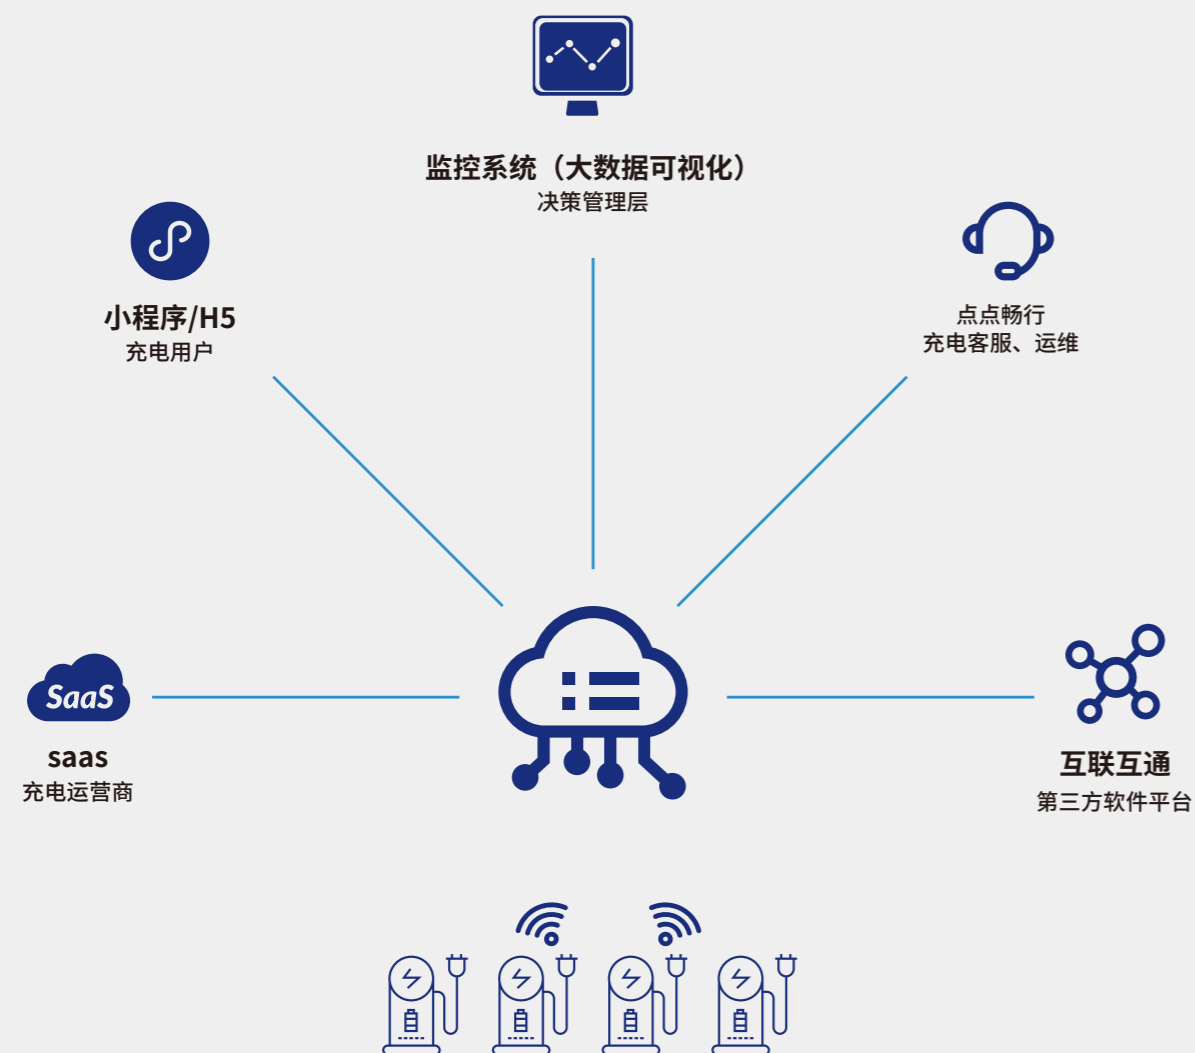 监控系统（大数据可视化）
决策管理层
小程序/H5
充电用户
点点畅行
充电客服、运维
SaaS
saas
充电运营商
互联互通
第三方软件平台